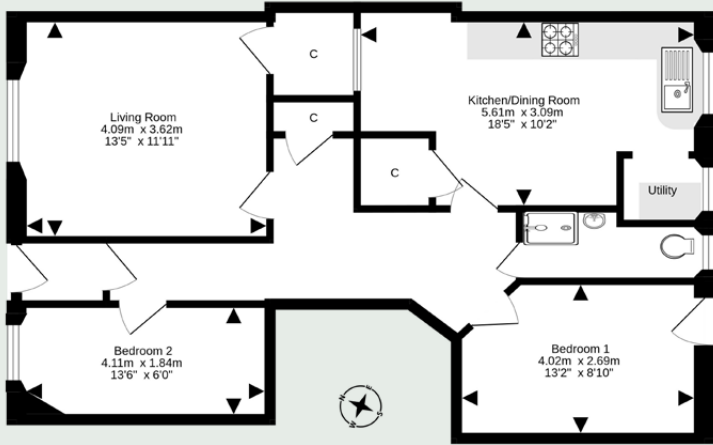 C
Kitchen/Dining Room
5.61m x 3.09m
18'5" x 10'2"
Living Room
4.09m x 3.62m
13'5" x 11'11"
C
C
Utility
Bedroom 2
4.11m x 1.84m
13'6" x 6'0"
Bedroom 1
4.02m x 2.69m
13'2" x 8'10"
N
E
S
W